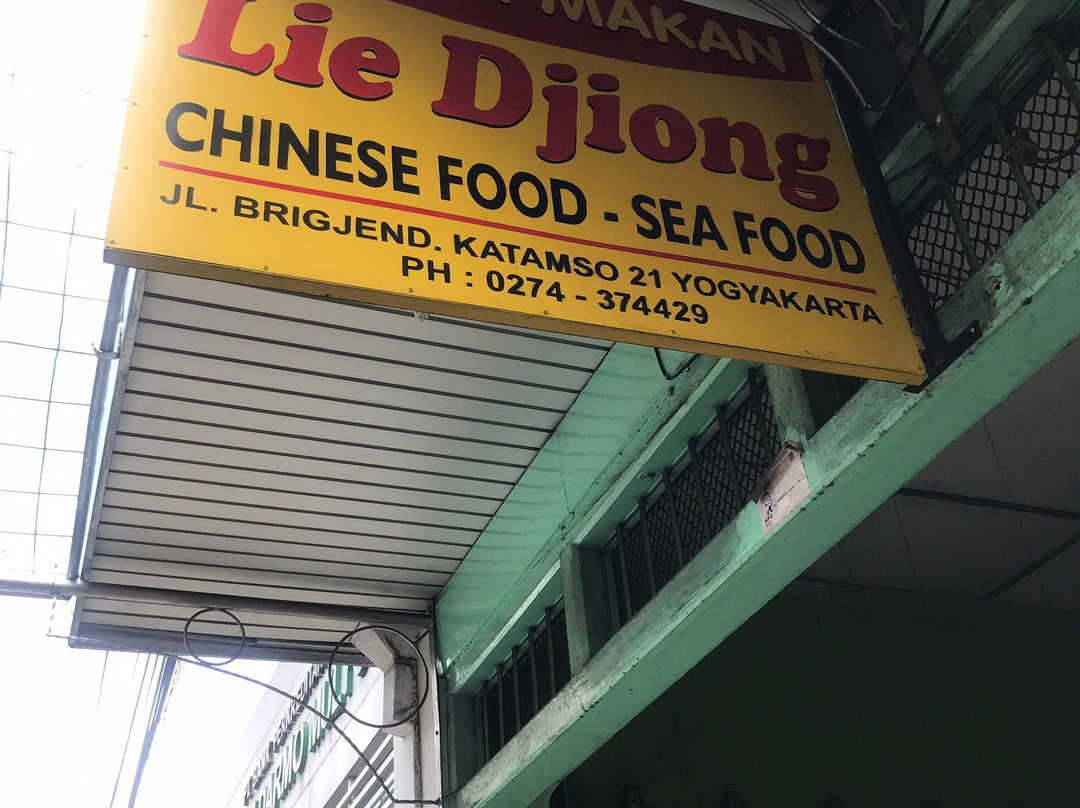 MAKAN
Lie Djiong
CHINESE FOOD - SEA FOOD
JL. BRIGJEND. KATAMSO 21 YOGYAKARTA
PH : 0274 - 374429